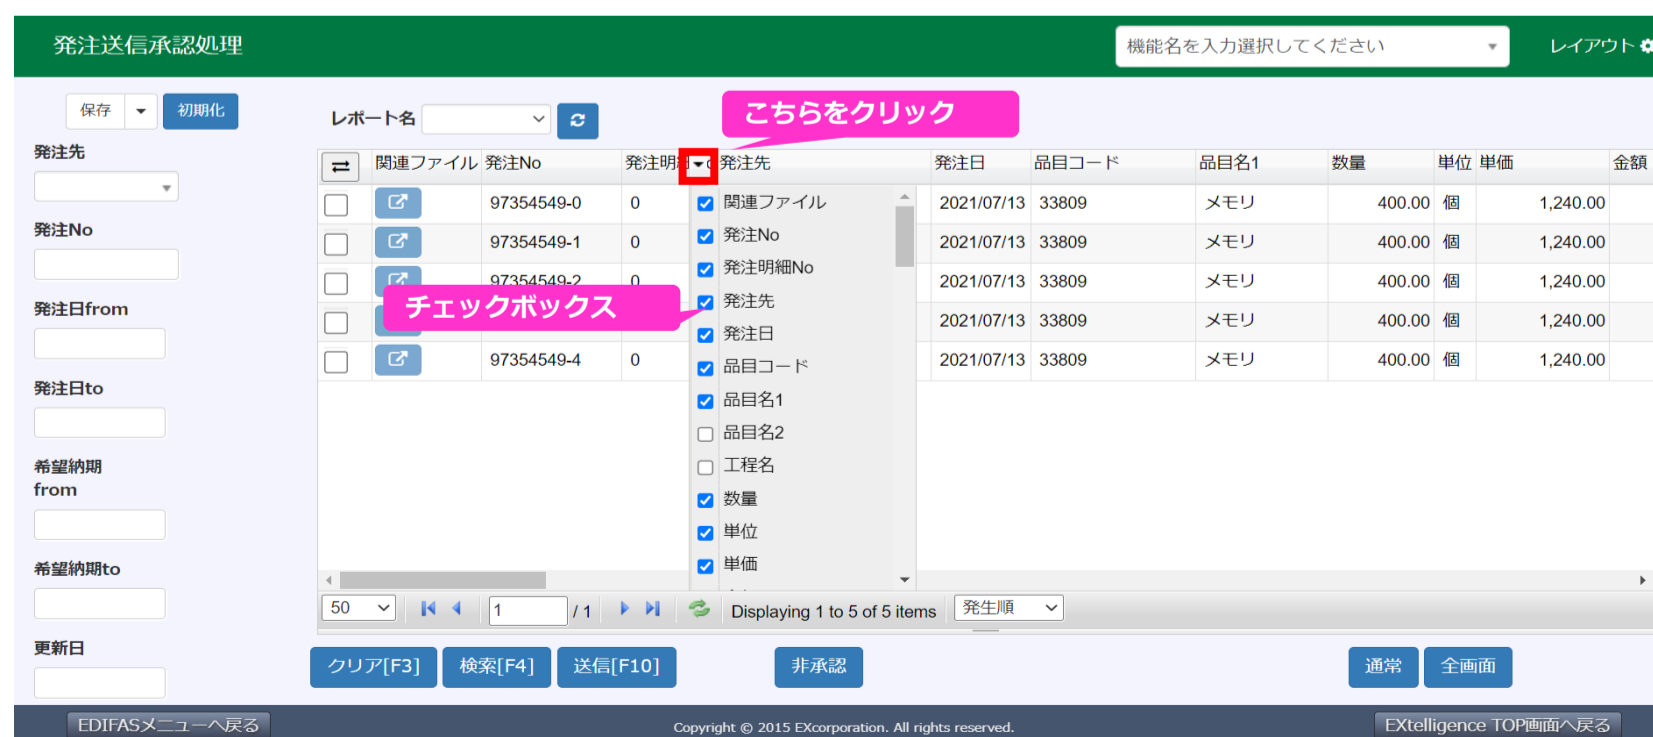 発注送信承認処理
機能名を入力選択してください
レイアウト
保存
初期化
レポート名
こちらをクリック
発注先
発注No
発注日from
発注日to
希望納期
from
希望納期to
更新日
関連ファイル 発注No 発注明細 発注先 発注日 品目コード 品目名1 数量 単位 単価 金額
97354549-0 0 2021/07/13 33809 メモリ 400.00 個 1,240.00
97354549-1 0 2021/07/13 33809 メモリ 400.00 個 1,240.00
97354549-2 0 2021/07/13 33809 メモリ 400.00 個 1,240.00
2021/07/13 33809 メモリ 400.00 個 1,240.00
97354549-4 0 2021/07/13 33809 メモリ 400.00 個 1,240.00
チェックボックス
関連ファイル
発注No
発注明細No
発注先
発注日
品目コード
品目名1
品目名2
工程名
数量
単位
単価
50 1 / 1 Displaying 1 to 5 of 5 items 発生順
クリア[F3] 検索[F4] 送信[F10] 非承認 通常 全画面
EDIFASメニューへ戻る
Copyright © 2015 EXcorporation. All rights reserved.
EXtelligence TOP画面へ戻る